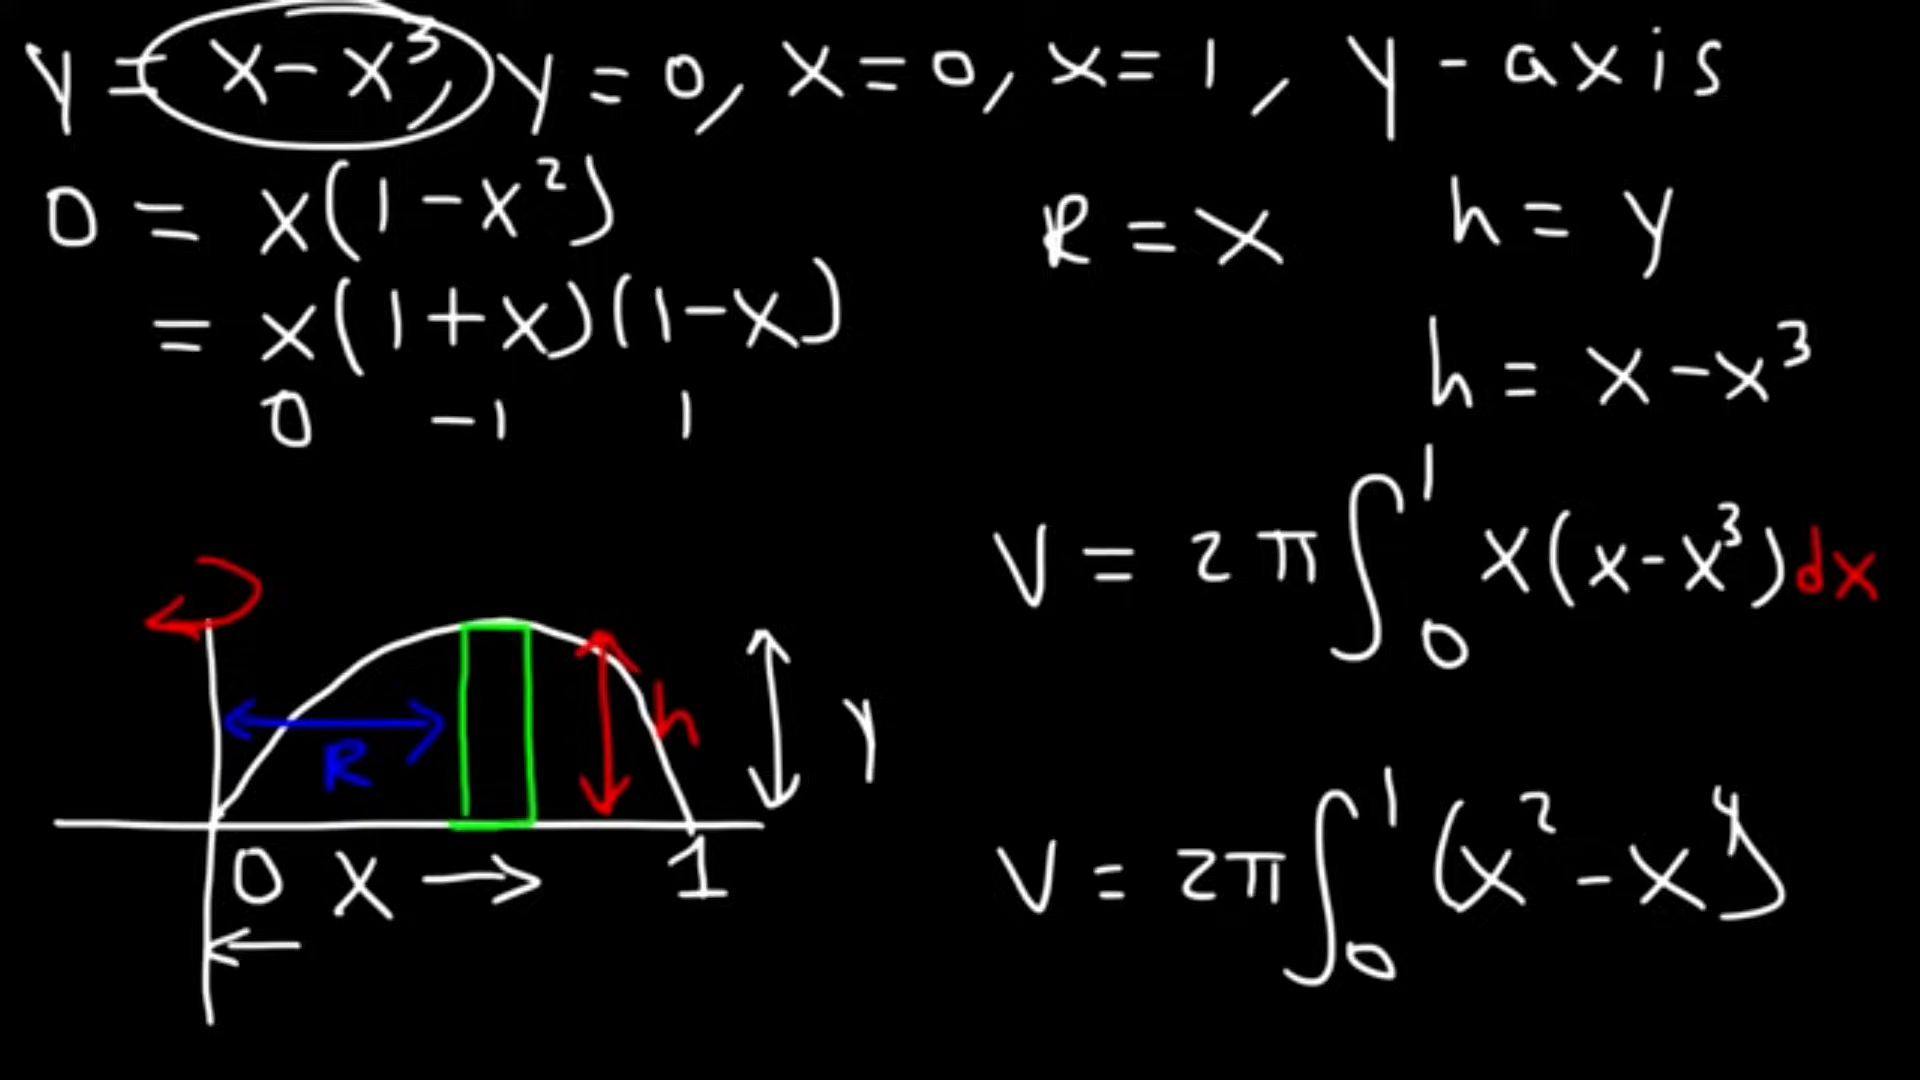 y = x - x³, y = 0, x = 0, x = 1, y - axis
0 = x(1 - x²)
= x(1 + x)(1 - x)
0 -1 1
R = x h = y
h = x - x³
V = 2π ∫₀¹ x(x - x³)dx
V = 2π ∫₀¹ (x² - x⁴)
R
h
y
0 x → 1